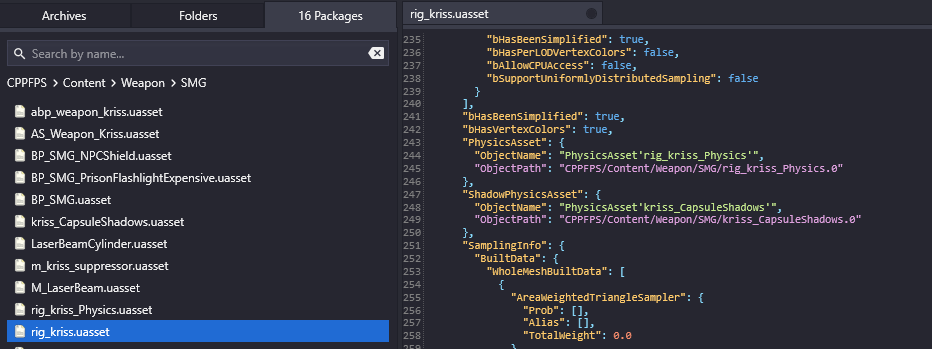 Archives
Folders
16 Packages
Search by name...
CPPFPS > Content > Weapon > SMG
abp_weapon_kriss.uasset
AS_Weapon_Kriss.uasset
BP_SMG_NPCShield.uasset
BP_SMG_PrisonFlashlightExpensive.uasset
BP_SMG.uasset
kriss_CapsuleShadows.uasset
LaserBeamCylinder.uasset
m_kriss_suppressor.uasset
M_LaserBeam.uasset
rig_kriss_Physics.uasset
rig_kriss.uasset
rig_kriss.uasset
235 "bHasBeenSimplified": true,
236 "bHasPerLODVertexColors": false,
237 "bAllowCPUAccess": false,
238 "bSupportUniformlyDistributedSampling": false
239 }
240 ],
241 "bHasBeenSimplified": true,
242 "bHasVertexColors": true,
243 "PhysicsAsset": {
244 "ObjectName": "PhysicsAsset'rig_kriss_Physics'",
245 "ObjectPath": "CPPFPS/Content/Weapon/SMG/rig_kriss_Physics.0"
246 },
247 "ShadowPhysicsAsset": {
248 "ObjectName": "PhysicsAsset'kriss_CapsuleShadows'",
249 "ObjectPath": "CPPFPS/Content/Weapon/SMG/kriss_CapsuleShadows.0"
250 },
251 "SamplingInfo": {
252 "BuiltData": {
253 "WholeMeshBuiltData": [
254 {
255 "AreaWeightedTriangleSampler": {
256 "Prob": [],
257 "Alias": [],
258 "TotalWeight": 0.0
259 }